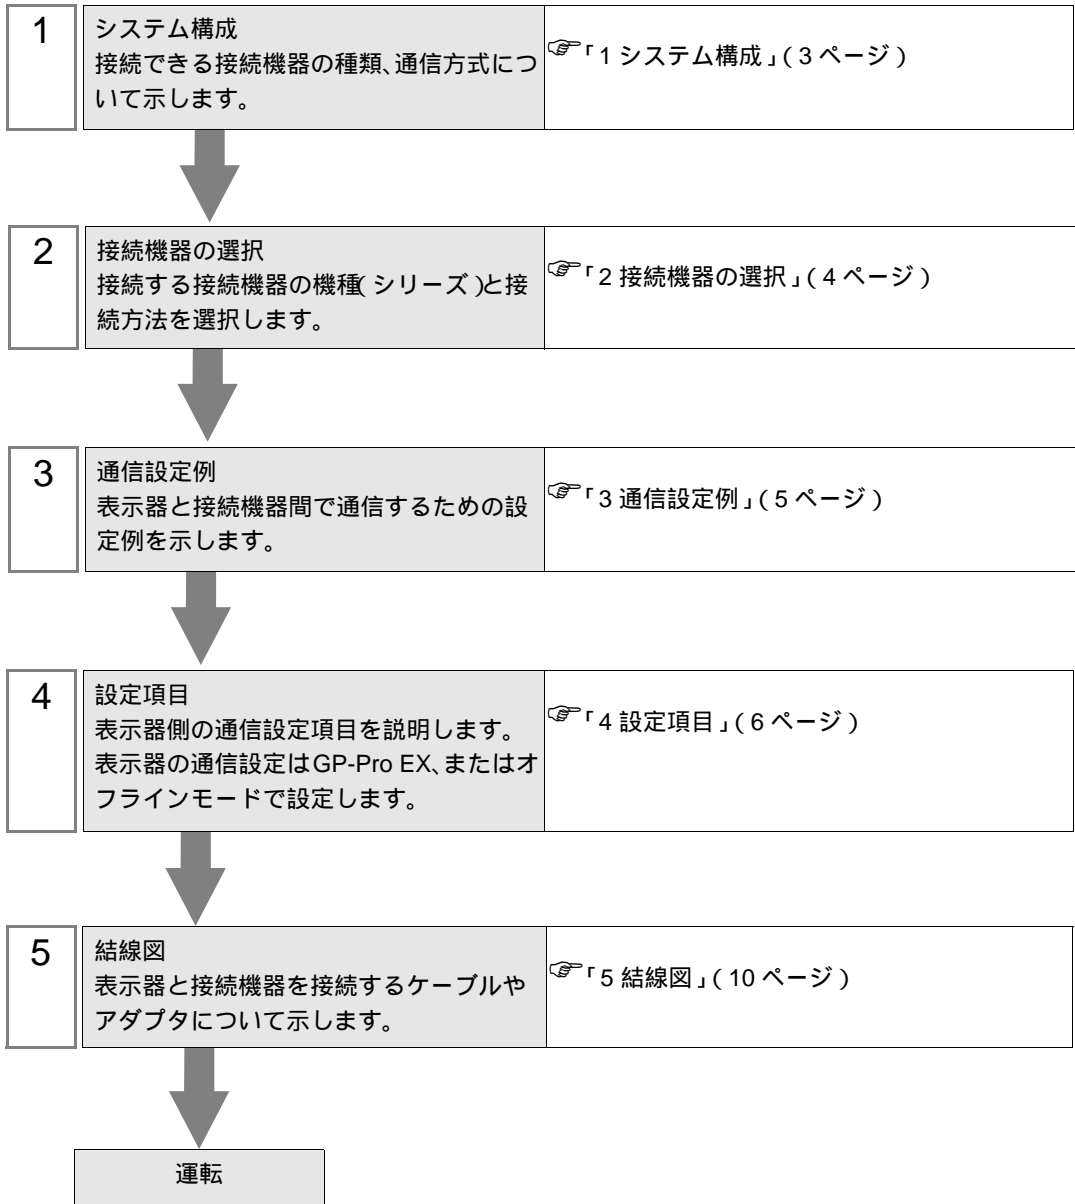 1
システム構成
接続できる接続機器の種類、通信方式につ
いて示します。
☞「1 システム構成」( 3 ページ )
2
接続機器の選択
接続する接続機器の機種( シリーズ )と接
続方法を選択します。
☞「2 接続機器の選択」( 4 ページ )
3
通信設定例
表示器と接続機器間で通信するための設
定例を示します。
☞「3 通信設定例」( 5 ページ )
4
設定項目
表示器側の通信設定項目を説明します。
表示器の通信設定はGP-Pro EX、またはオ
フラインモードで設定します。
☞「4 設定項目」( 6 ページ )
5
結線図
表示器と接続機器を接続するケーブルや
アダプタについて示します。
☞「5 結線図」( 10 ページ )
運転